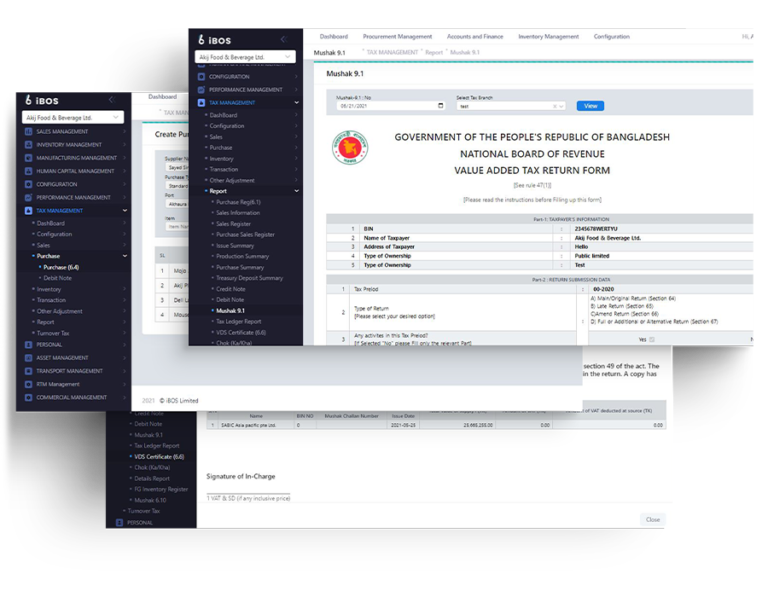 iBOS
Akij Food & Beverage Ltd.
CONFIGURATION
PERFORMANCE MANAGEMENT
TAX MANAGEMENT
DashBoard
Configuration
Sales
Purchase
Inventory
Transaction
Other Adjustment
Report
Purchase Reg(6.1)
Sales Information
Sales Register
Purchase Sales Register
Issue Summary
Production Summary
Purchase Summary
Treasury Deposit Summary
Credit Note
Debit Note
Mushak 9.1
Tax Ledger Report
VDS Certificate (6.6)
Chok (Ka/Kha)
Dashboard Procurement Management Accounts and Finance Inventory Management Configuration Hi, A
Mushak 9.1 TAX MANAGEMENT Report Mushak 9.1
Mushak 9.1
Mushak-9.1 : No Select Tax Branch
05/21/2021 test View
GOVERNMENT OF THE PEOPLE'S REPUBLIC OF BANGLADESH
NATIONAL BOARD OF REVENUE
VALUE ADDED TAX RETURN FORM
[See rule 47(1)]
[Please read the instructions before Filling up this form]
Part-1: TAXPAYER'S INFORMATION
1 BIN : 2345678WERTYU
2 Name of Taxpayer : Akij Food & Beverage Ltd.
3 Address of Taxpayer : Hello
4 Type of Ownership : Public limited
5 Type of Ownership : Test
Part-2 : RETURN SUBMISSION DATA
1 Tax Preiod : 00-2020
2 Type of Return
[Please select your desired option] :
A) Main/Original Return (Section 64)
B) Late Return (Section 65)
C)Amend Return (Section 66)
D) Full or Additional or Alternative Return (Section 67)
3 Any activites in this Tax Preiod?
[If Selected "No" please Fill only the relevant Part] Yes
iBOS
Akij Food & Beverage Ltd.
SALES MANAGEMENT
INVENTORY MANAGEMENT
MANUFACTURING MANAGEMENT
HUMAN CAPITAL MANAGEMENT
CONFIGURATION
PERFORMANCE MANAGEMENT
TAX MANAGEMENT
DashBoard
Configuration
Sales
Purchase
Purchase (6.4)
Debit Note
Inventory
Transaction
Other Adjustment
Report
Turnover Tax
PERSONAL
ASSET MANAGEMENT
TRANSPORT MANAGEMENT
RTM Management
COMMERCIAL MANAGEMENT
Dashboard
TAX MAN
Create Pur
Supplier N
Sayed Sm
Purchase T
Standard
Port
Akhaura
Item
Item Nam
SL
1 Mojo
2 Akij P
3 Deli L
4 Mouse
2021 © iBOS Limited
section 49 of the act. The
in the return. A copy has
Credit Note
Debit Note
Mushak 9.1
Tax Ledger Report
VDS Certificate (6.6)
Chok (Ka/Kha)
Details Report
FG Inventory Register
Mushak 6.10
Turnover Tax
PERSONAL
Name BIN NO Mushak Challan Number Issue Date of VAT deducted at source (TK)
1 SABIC Asia pacific pte Ltd. 0 2021-05-25 0.00 0.00
Signature of In-Charge
1 VAT & SD (if any inclusive price)
Close